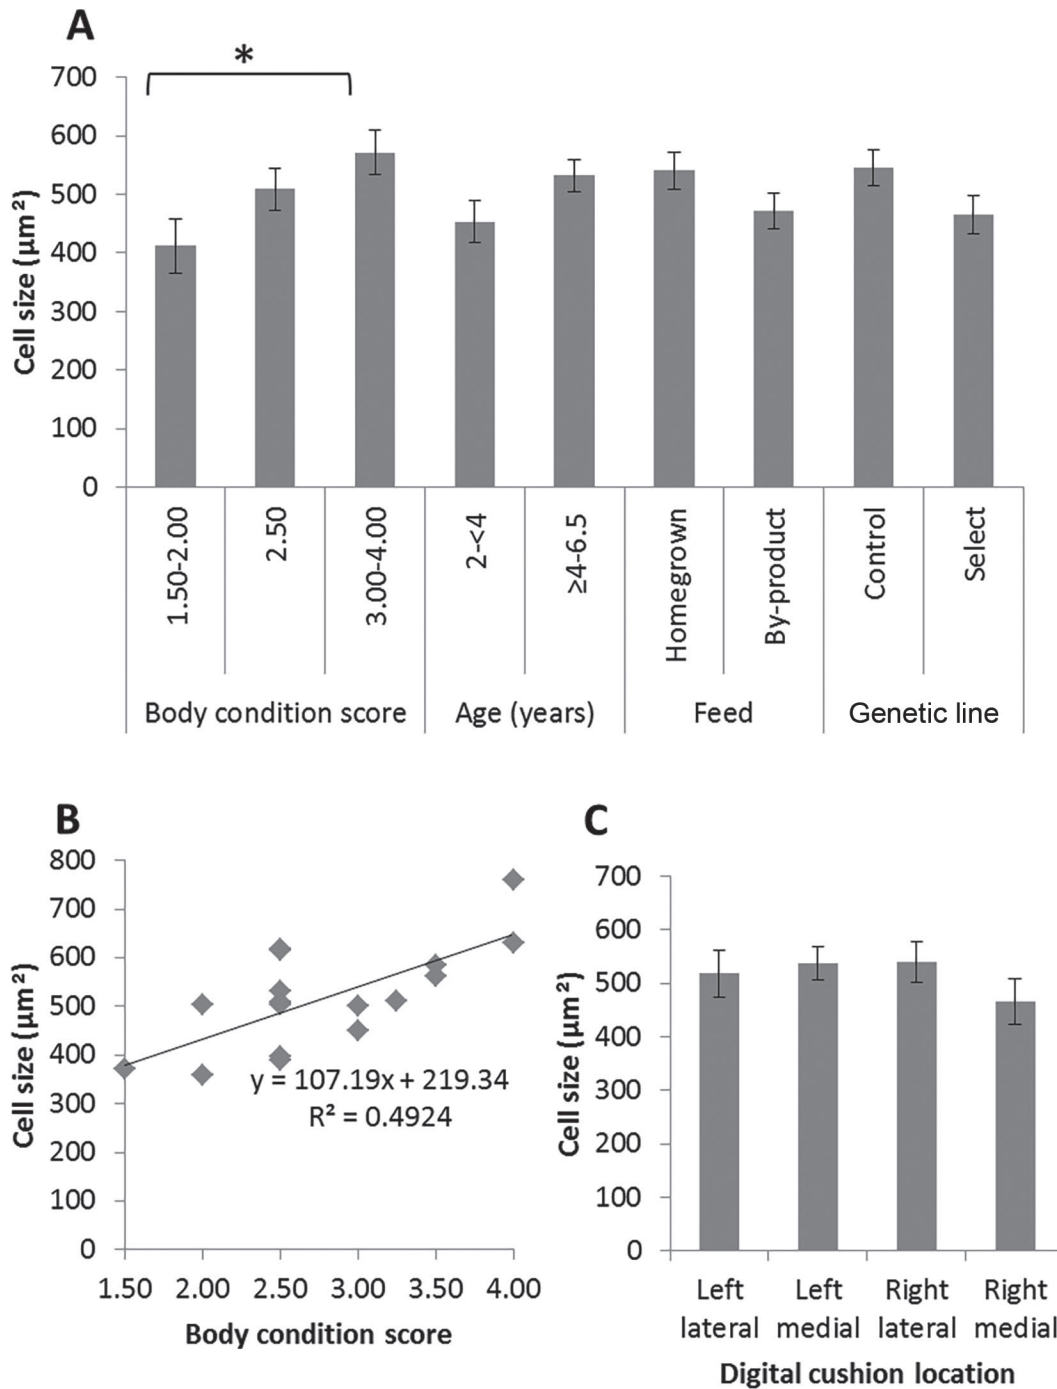 A
*
Cell size (µm²)
700
600
500
400
300
200
100
0
1.50-2.00
2.50
3.00-4.00
2-<4
≥4-6.5
Homegrown
By-product
Control
Select
Body condition score
Age (years)
Feed
Genetic line
B
Cell size (µm²)
800
700
600
500
400
300
200
100
0
y = 107.19x + 219.34
R² = 0.4924
1.50 2.00 2.50 3.00 3.50 4.00
Body condition score
C
Cell size (µm²)
700
600
500
400
300
200
100
0
Left lateral
Left medial
Right lateral
Right medial
Digital cushion location